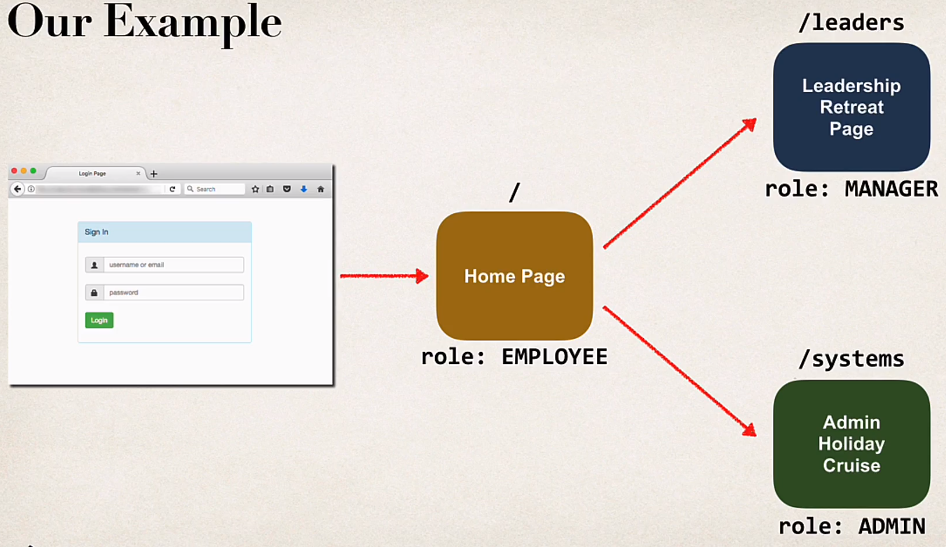 Our Example
Login Page
Search
Sign In
username or email
password
Login
/
Home Page
role: EMPLOYEE
/leaders
Leadership
Retreat
Page
role: MANAGER
/systems
Admin
Holiday
Cruise
role: ADMIN